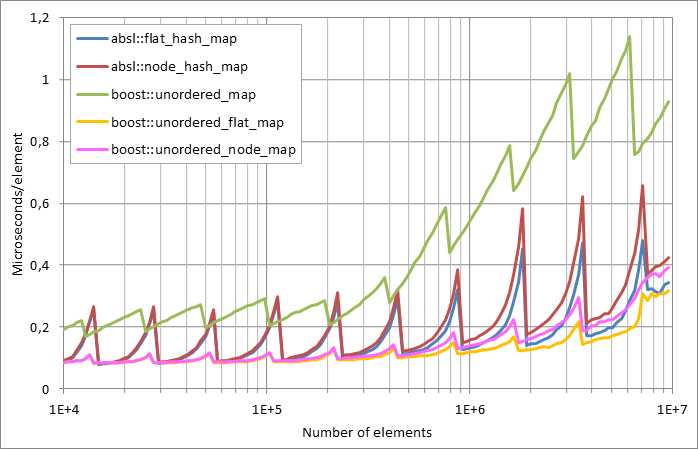 1,2
1
0,8
0,6
0,4
0,2
0
Microseconds/element
absl::flat_hash_map
absl::node_hash_map
boost::unordered_map
boost::unordered_flat_map
boost::unordered_node_map
1E+4
1E+5
1E+6
1E+7
Number of elements